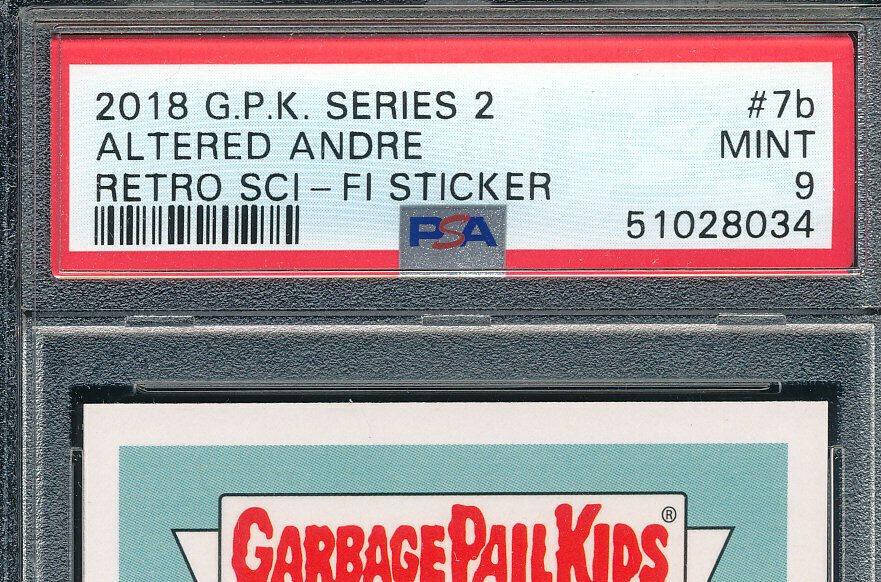 2018 G.P.K. SERIES 2 #7b
ALTERED ANDRE MINT
RETRO SCI-FI STICKER 9
PSA 51028034
GARBAGE PAIL KIDS®